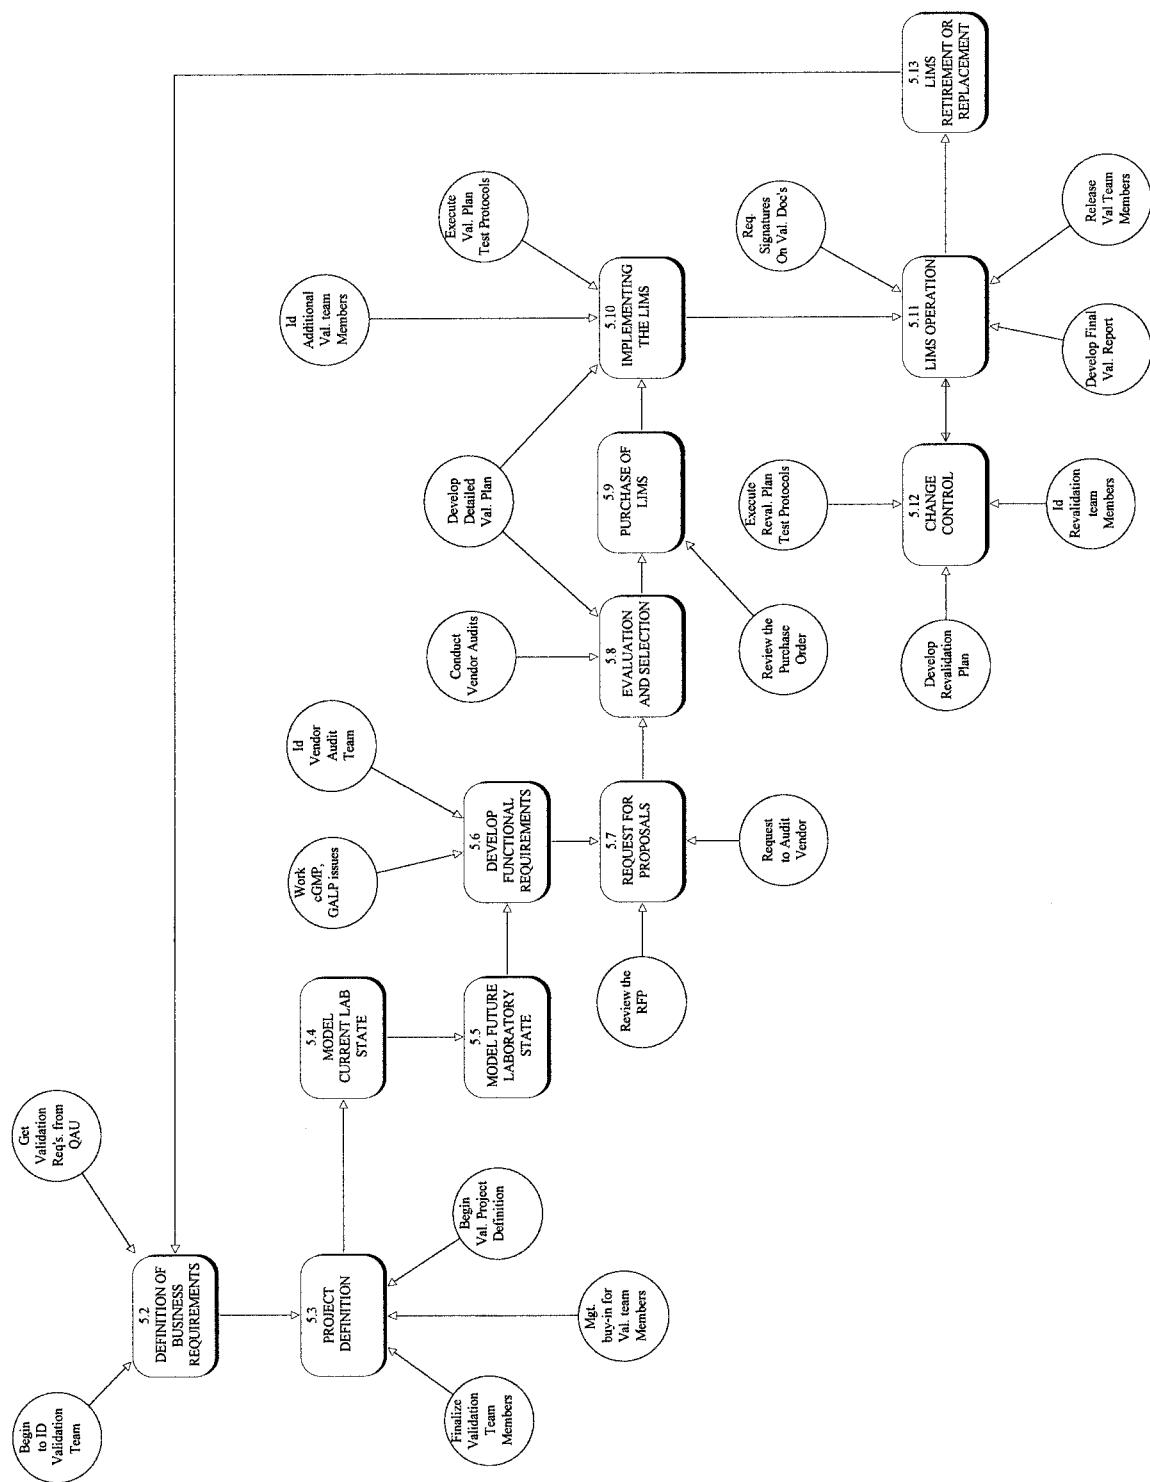 Begin
to ID
Validation
Team
Get
Validation
Req's. from
QAU
5.2
DEFINITION OF
BUSINESS
REQUIREMENTS
5.3
PROJECT
DEFINITION
Finalize
Validation
Team
Members
Mgt.
buy-in for
Val. team
Members
Begin
Val. Project
Definition
5.4
MODEL
CURRENT LAB
STATE
5.5
MODEL FUTURE
LABORATORY
STATE
Work
cGMP,
GALP issues
Id
Vendor
Audit
Team
5.6
DEVELOP
FUNCTIONAL
REQUIREMENTS
5.7
REQUEST FOR
PROPOSALS
Review the
RFP
Request
to Audit
Vendor
Conduct
Vendor Audits
Develop
Detailed
Val. Plan
5.8
EVALUATION
AND SELECTION
5.9
PURCHASE OF
LIMS
Review the
Purchase
Order
Id
Additional
Val. team
Members
Execute
Val. Plan
Test Protocols
5.10
IMPLEMENTING
THE LIMS
Execute
Reval. Plan
Test Protocols
5.12
CHANGE
CONTROL
Develop
Revalidation
Plan
Id
Revalidation
team
Members
Req.
Signatures
On Val. Doc's
5.11
LIMS OPERATION
Develop Final
Val. Report
Release
Val Team
Members
5.13
LIMS
RETIREMENT OR
REPLACEMENT